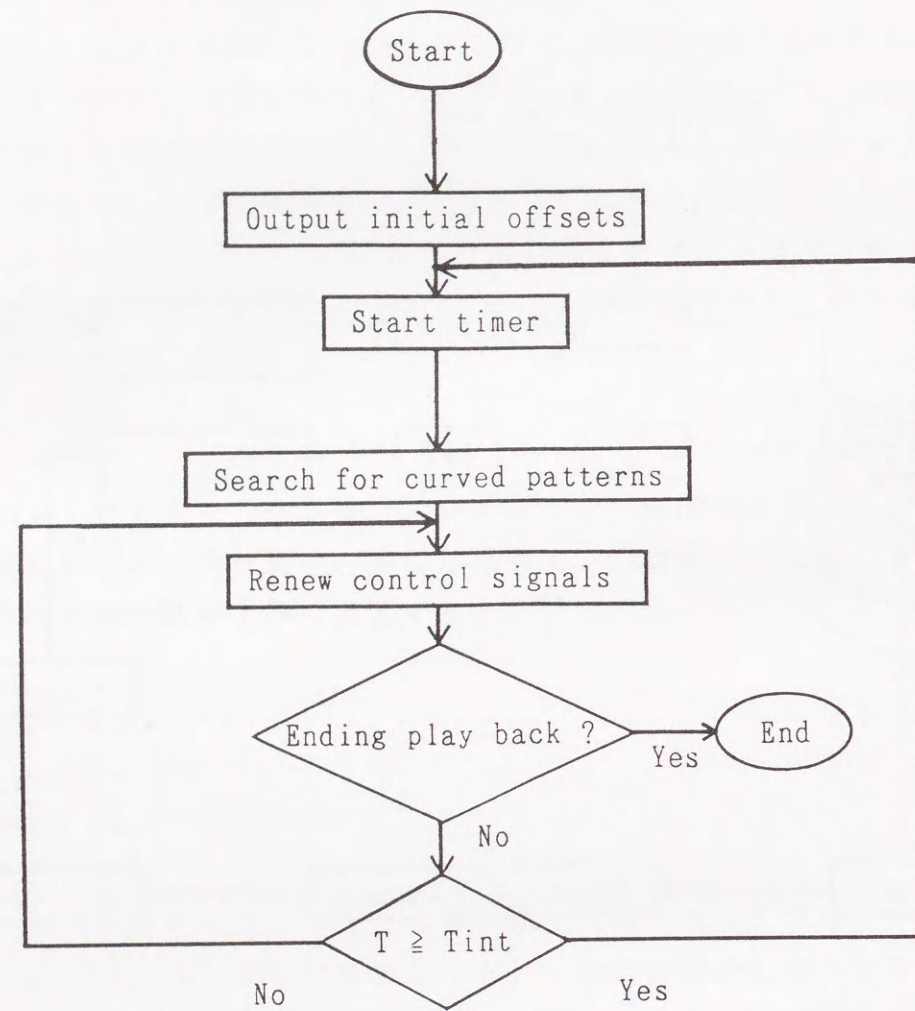 Start
Output initial offsets
Start timer
Search for curved patterns
Renew control signals
Ending play back ?
End
Yes
No
T ≧ Tint
No
Yes